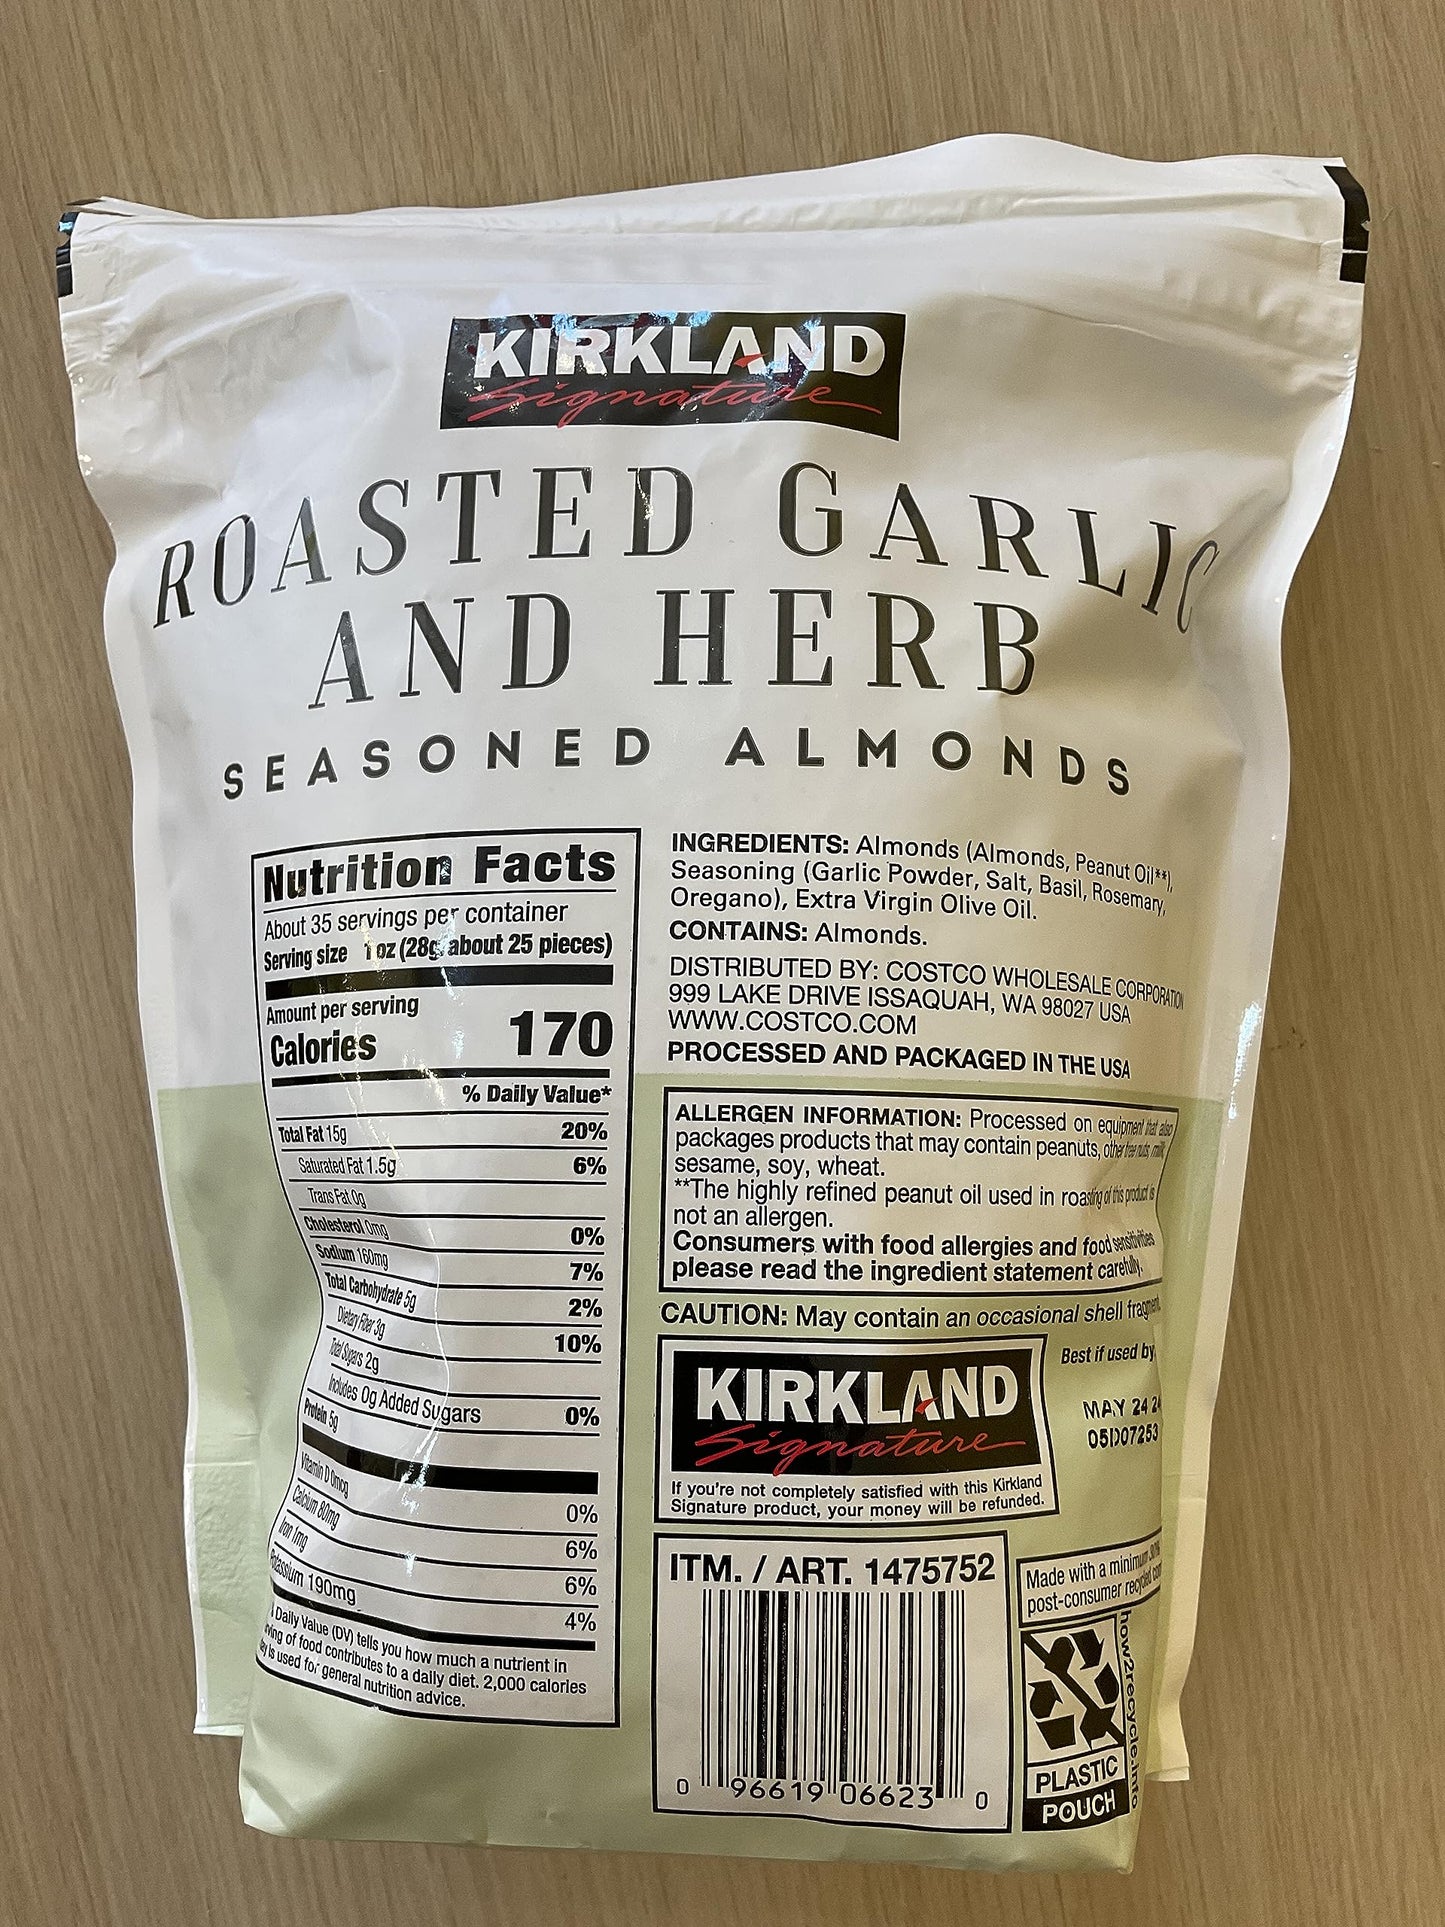 KIRKLAND
Signature
ROASTED GARLIC
AND HERB
SEASONED ALMONDS
Nutrition Facts
About 35 servings per container
Serving size 1 oz (28g, about 25 pieces)
Amount per serving
Calories 170
% Daily Value*
Total Fat 15g 20%
Saturated Fat 1.5g 6%
Trans Fat 0g
Cholesterol 0mg 0%
Sodium 160mg 7%
Total Carbohydrate 5g 2%
Dietary Fiber 3g 10%
Total Sugars 2g
Includes 0g Added Sugars 0%
Protein 5g
Vitamin D 0mcg 0%
Calcium 80mg 6%
Iron 1mg 6%
Potassium 190mg 4%
Daily Value (DV) tells you how much a nutrient in
of food contributes to a daily diet. 2,000 calories
is used for general nutrition advice.
INGREDIENTS: Almonds (Almonds, Peanut Oil**),
Seasoning (Garlic Powder, Salt, Basil, Rosemary,
Oregano), Extra Virgin Olive Oil.
CONTAINS: Almonds.
DISTRIBUTED BY: COSTCO WHOLESALE CORPORATION
999 LAKE DRIVE ISSAQUAH, WA 98027 USA
WWW.COSTCO.COM
PROCESSED AND PACKAGED IN THE USA
ALLERGEN INFORMATION: Processed on equipment that also
packages products that may contain peanuts, other tree nuts, milk,
sesame, soy, wheat.
**The highly refined peanut oil used in roasting of this product is
not an allergen.
Consumers with food allergies and food sensitivities
please read the ingredient statement carefully.
CAUTION: May contain an occasional shell
Best if used by
MAY 24 24
05D07253
KIRKLAND
Signature
If you're not completely satisfied with this Kirkland
Signature product, your money will be refunded.
ITM. / ART. 1475752
0 96619 06623 0
Made with a minimum 30%
post-consumer recycled
how2recycle.info
PLASTIC
POUCH